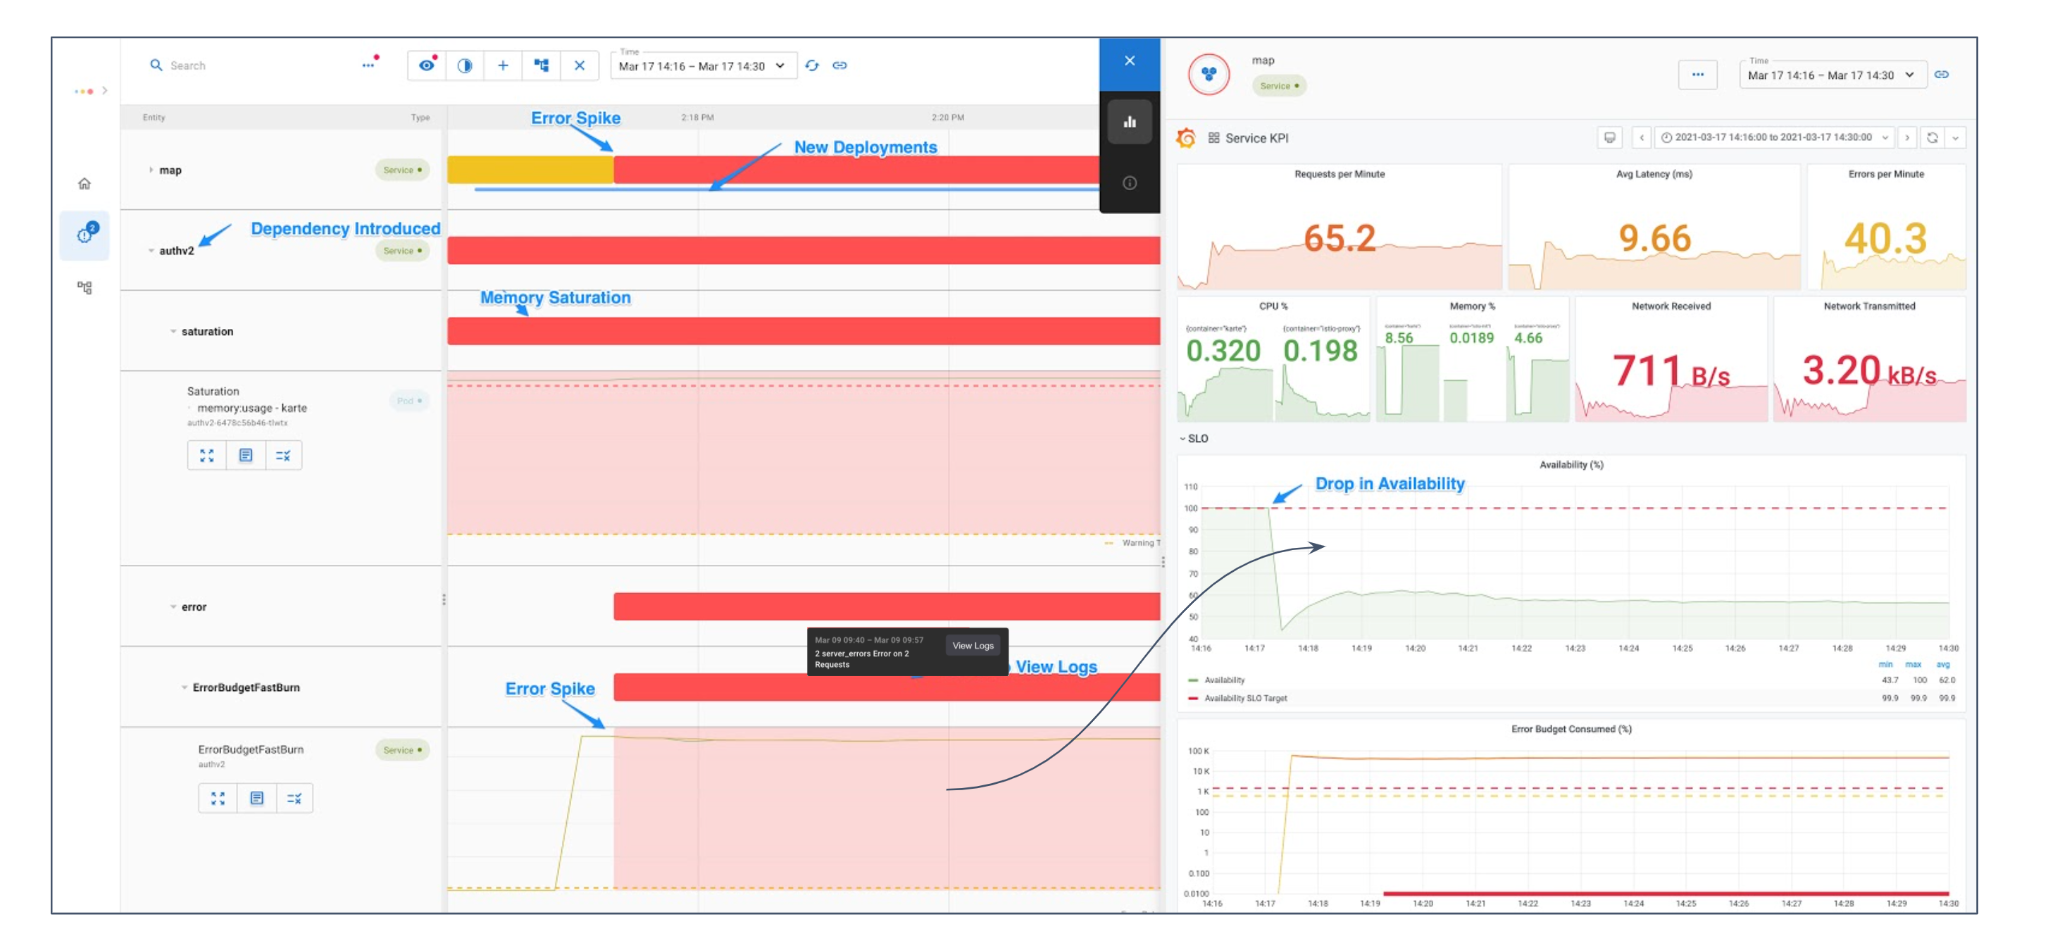 Search
Time
Mar 17 14:16 – Mar 17 14:30
Entity
Type
2:18 PM
2:20 PM
Error Spike
New Deployments
map
Service
Dependency Introduced
authv2
Service
Memory Saturation
saturation
Saturation
memory:usage - karte
authv2-6478c56b46-tlwtx
Pod
Warning T
error
Mar 09 09:40 – Mar 09 09:57
2 server_errors Error on 2
Requests
View Logs
View Logs
ErrorBudgetFastBurn
Error Spike
ErrorBudgetFastBurn
authv2
Service
2
map
Service
Time
Mar 17 14:16 – Mar 17 14:30
Service KPI
2021-03-17 14:16:00 to 2021-03-17 14:30:00
Requests per Minute
65.2
Avg Latency (ms)
9.66
Errors per Minute
40.3
CPU %
{container="karte"}
0.320
{container="istio-proxy"}
0.198
Memory %
8.56
0.0189
4.66
Network Received
711 B/s
Network Transmitted
3.20 kB/s
SLO
Availability (%)
Drop in Availability
110
100
90
80
70
60
50
40
14:16 14:17 14:18 14:19 14:20 14:21 14:22 14:23 14:24 14:25 14:26 14:27 14:28 14:29 14:30
min max avg
Availability 43.7 100 62.0
Availability SLO Target 99.9 99.9 99.9
Error Budget Consumed (%)
100 K
10 K
1 K
100
10
1
0.100
0.0100
14:16 14:17 14:18 14:19 14:20 14:21 14:22 14:23 14:24 14:25 14:26 14:27 14:28 14:29 14:30